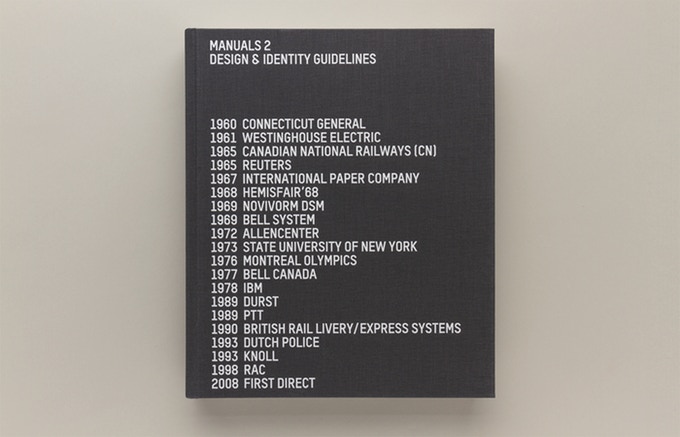 MANUALS 2
DESIGN & IDENTITY GUIDELINES
1960 CONNECTICUT GENERAL
1961 WESTINGHOUSE ELECTRIC
1965 CANADIAN NATIONAL RAILWAYS (CN)
1965 REUTERS
1967 INTERNATIONAL PAPER COMPANY
1968 HEMISFAIR'68
1969 NOVIVORM DSM
1969 BELL SYSTEM
1972 ALLENCENTER
1973 STATE UNIVERSITY OF NEW YORK
1976 MONTREAL OLYMPICS
1977 BELL CANADA
1978 IBM
1989 DURST
1989 PTT
1990 BRITISH RAIL LIVERY/EXPRESS SYSTEMS
1993 DUTCH POLICE
1993 KNOLL
1998 RAC
2008 FIRST DIRECT